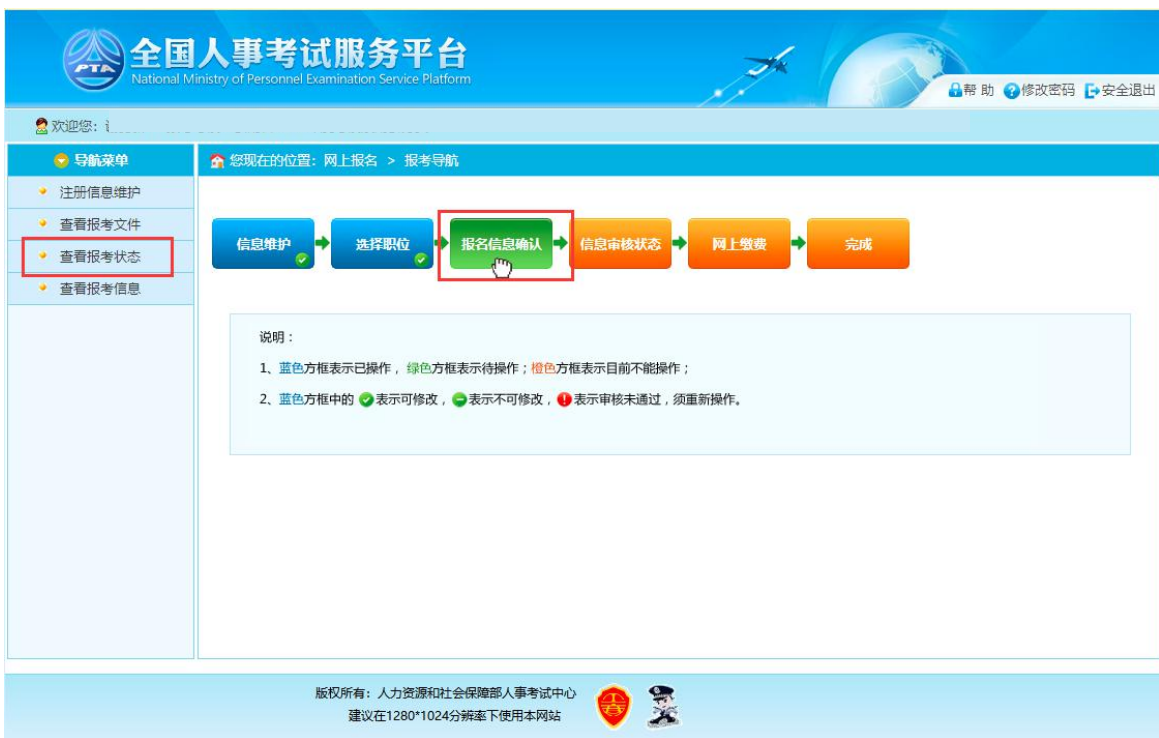 PTA
全国人事考试服务平台
National Ministry of Personnel Examination Service Platform
帮 助 修改密码 安全退出
欢迎您：
导航菜单
您现在的位置：网上报名 > 报考导航
注册信息维护
查看报考文件
查看报考状态
查看报考信息
信息维护 选择职位 报名信息确认 信息审核状态 网上缴费 完成
说明：
1、蓝色方框表示已操作，绿色方框表示待操作；橙色方框表示目前不能操作；
2、蓝色方框中的 表示可修改，表示不可修改，表示审核未通过，须重新操作。
版权所有：人力资源和社会保障部人事考试中心
建议在1280*1024分辨率下使用本网站